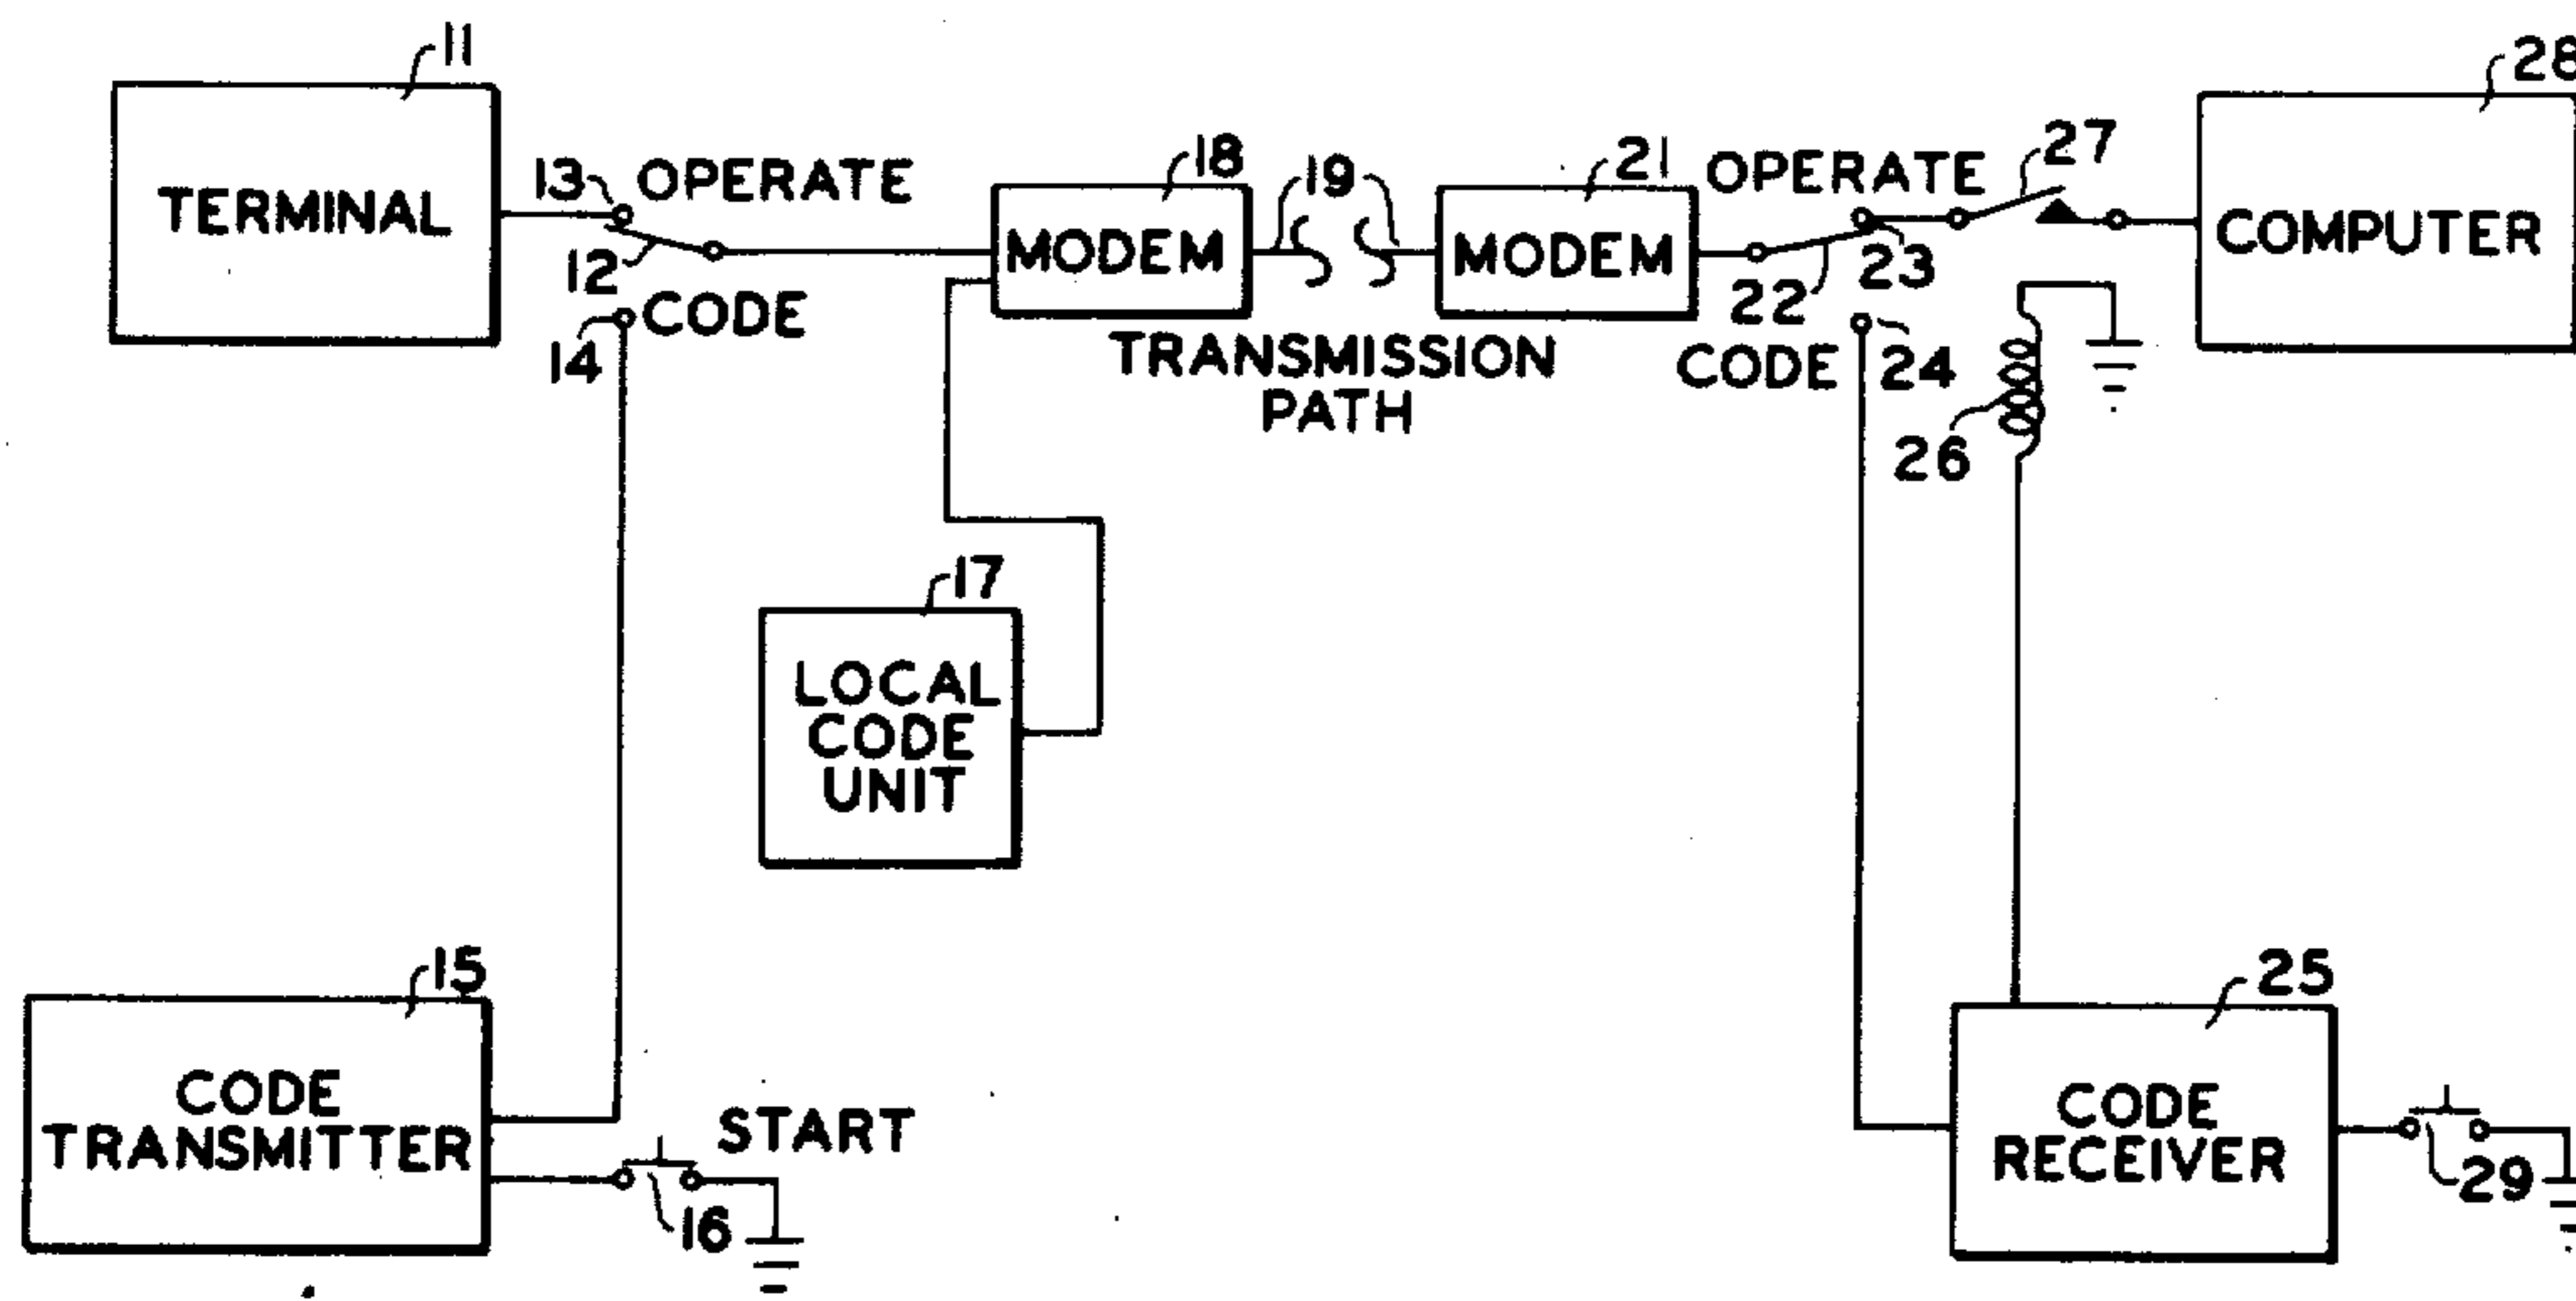 11
TERMINAL
13
OPERATE
12
CODE
14
18
MODEM
19
TRANSMISSION
PATH
21
MODEM
OPERATE
27
28
COMPUTER
22
23
CODE
24
26
17
LOCAL
CODE
UNIT
15
CODE
TRANSMITTER
START
16
25
CODE
RECEIVER
29